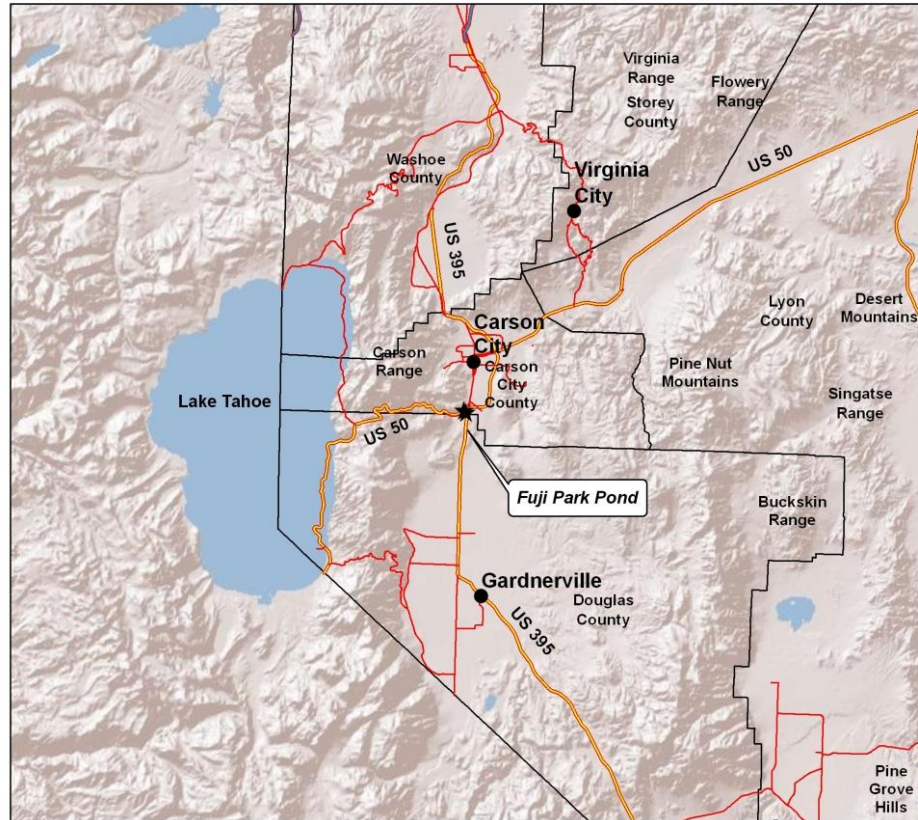 Virginia
Range
Storey
County
Flowery
Range
US 50
Washoe
County
Virginia
City
US 395
Lyon
County
Desert
Mountains
Carson
City
Carson
Range
Carson
City
County
Pine Nut
Mountains
Singatse
Range
Lake Tahoe
US 50
Fuji Park Pond
Buckskin
Range
Gardnerville
Douglas
County
US 395
Pine
Grove
Hills